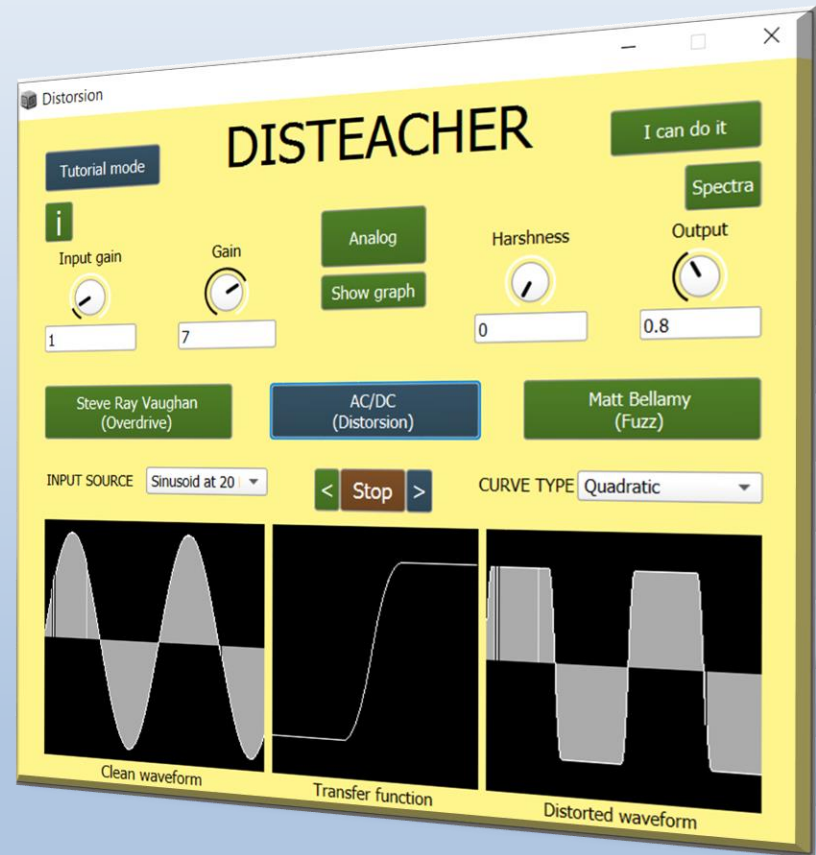 Distorsion
DISTEACHER
Tutorial mode
I can do it
i
Spectra
Input gain
Gain
Analog
Harshness
Output
Show graph
1
7
0
0.8
Steve Ray Vaughan
(Overdrive)
AC/DC
(Distorsion)
Matt Bellamy
(Fuzz)
INPUT SOURCE
Sinusoid at 20
< Stop >
CURVE TYPE
Quadratic
Clean waveform
Transfer function
Distorted waveform